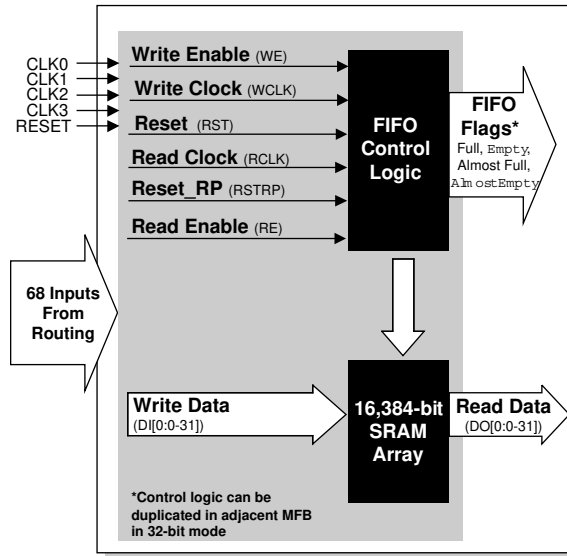 CLK0
CLK1
CLK2
CLK3
RESET
Write Enable (WE)
Write Clock (WCLK)
Reset (RST)
Read Clock (RCLK)
Reset_RP (RSTRP)
Read Enable (RE)
FIFO
Control
Logic
FIFO
Flags*
Full, Empty,
Almost Full,
AlmostEmpty
68 Inputs
From
Routing
Write Data
(DI[0:0-31])
16,384-bit
SRAM
Array
Read Data
(DO[0:0-31])
*Control logic can be
duplicated in adjacent MFB
in 32-bit mode